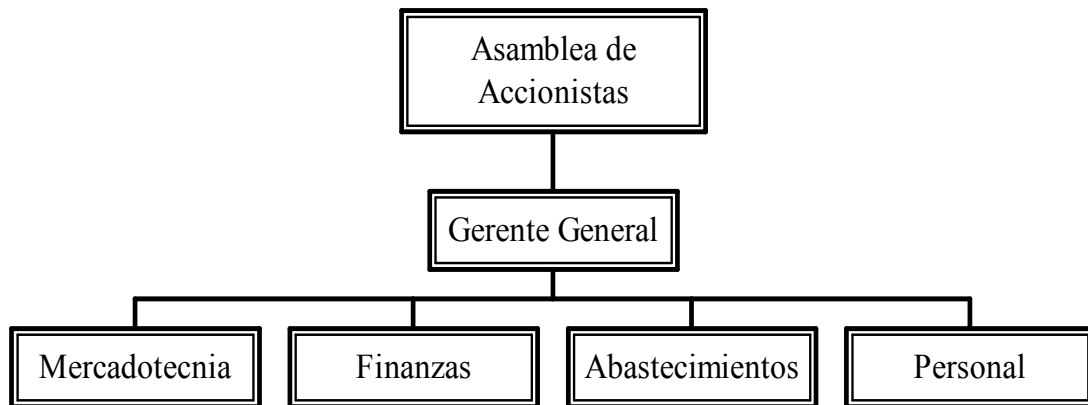 Asamblea de
Accionistas
Gerente General
Mercadotecnia
Finanzas
Abastecimientos
Personal